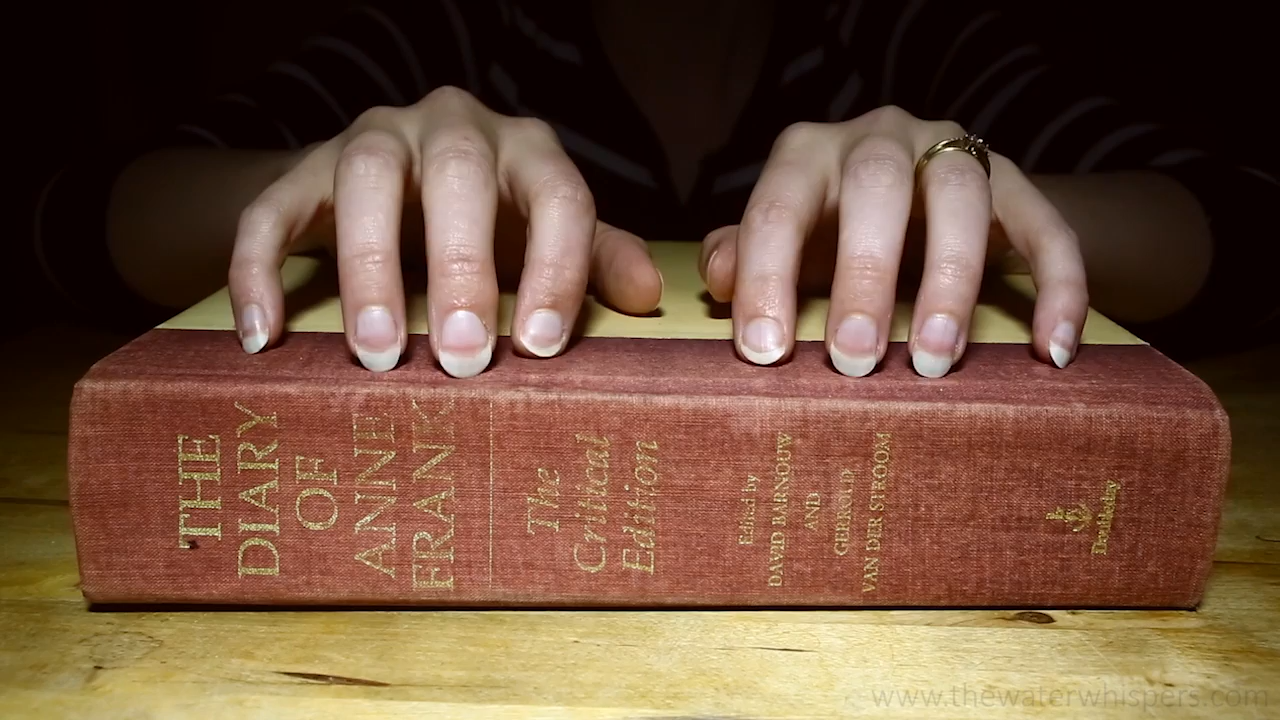 THE
DIARY
OF
ANNE
FRANK
The
Critical
Edition
Edited by
DAVID BARNOUW
AND
GERROLD
VAN DER STROOM
Doubleday
www.thewaterwhispers.com